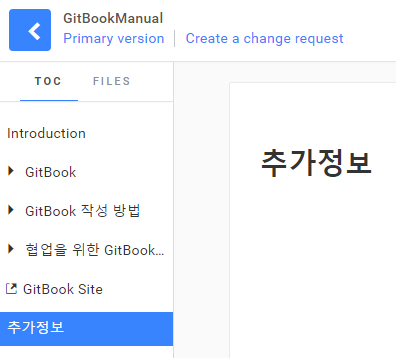 GitBookManual
Primary version Create a change request
TOC FILES
Introduction
GitBook
GitBook 작성 방법
협업을 위한 GitBook...
GitBook Site
추가정보
추가정보